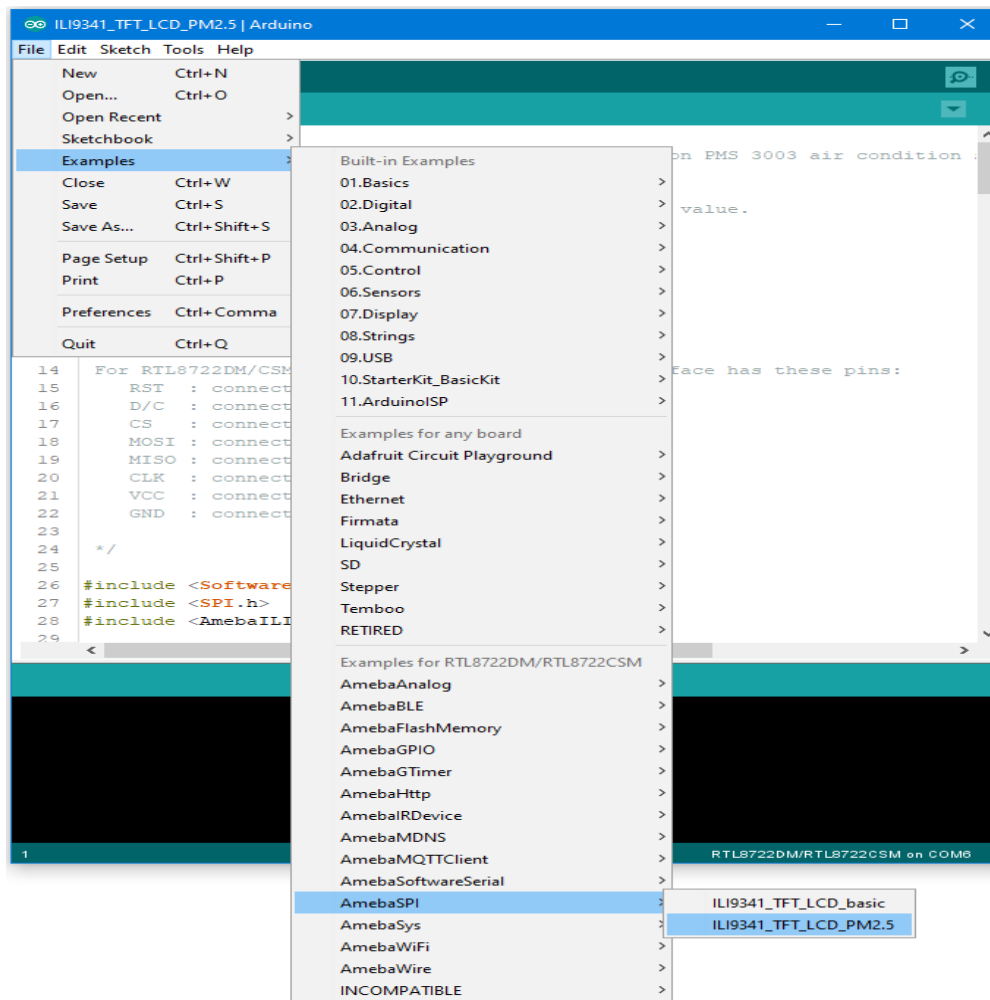 ILI9341_TFT_LCD_PM2.5 | Arduino
File Edit Sketch Tools Help
New Ctrl+N
Open... Ctrl+O
Open Recent >
Sketchbook >
Examples >
Close Ctrl+W
Save Ctrl+S
Save As... Ctrl+Shift+S
Page Setup Ctrl+Shift+P
Print Ctrl+P
Preferences Ctrl+Comma
Quit Ctrl+Q
Built-in Examples
01.Basics >
02.Digital >
03.Analog >
04.Communication >
05.Control >
06.Sensors >
07.Display >
08.Strings >
09.USB >
10.StarterKit_BasicKit >
11.ArduinoISP >
Examples for any board
Adafruit Circuit Playground >
Bridge >
Ethernet >
Firmata >
LiquidCrystal >
SD >
Stepper >
Temboo >
RETIRED >
Examples for RTL8722DM/RTL8722CSM
AmebaAnalog >
AmebaBLE >
AmebaFlashMemory >
AmebaGPIO >
AmebaGTimer >
AmebaHttp >
AmebaIRDevice >
AmebaMDNS >
AmebaMQTTClient >
AmebaSoftwareSerial >
AmebaSPI >
AmebaSys >
AmebaWiFi >
AmebaWire >
INCOMPATIBLE >
ILI9341_TFT_LCD_basic
ILI9341_TFT_LCD_PM2.5
on PMS 3003 air condition
value.
14 For RTL8722DM/CSM face has these pins:
15 RST : connect
16 D/C : connect
17 CS : connect
18 MOSI : connect
19 MISO : connect
20 CLK : connect
21 VCC : connect
22 GND : connect
23
24 */
25
26 #include <Software
27 #include <SPI.h>
28 #include <AmebaILI
29
1 RTL8722DM/RTL8722CSM on COM6